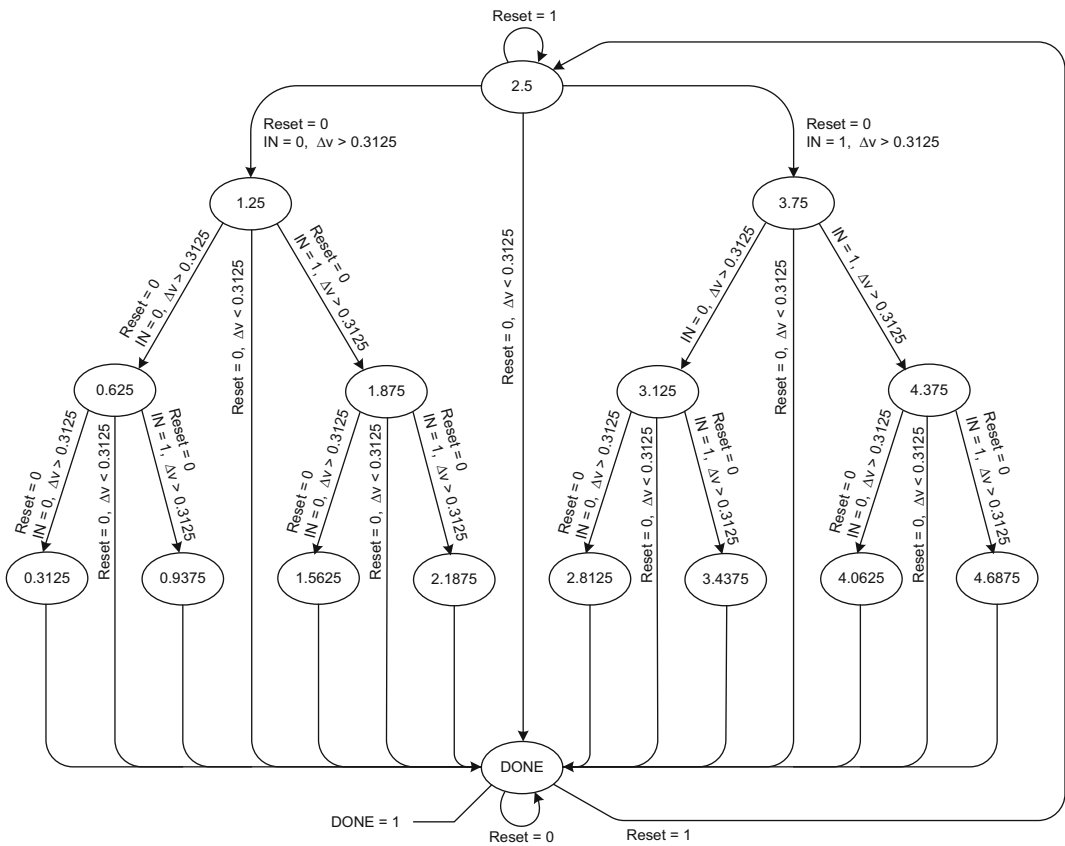 Reset = 1
2.5
Reset = 0
IN = 0, Δv > 0.3125
Reset = 0
IN = 1, Δv > 0.3125
1.25
3.75
Reset = 0
IN = 0, Δv > 0.3125
Reset = 0, Δv < 0.3125
Reset = 0
IN = 1, Δv > 0.3125
Reset = 0, Δv < 0.3125
IN = 0, Δv > 0.3125
Reset = 0, Δv < 0.3125
IN = 1, Δv > 0.3125
0.625
1.875
3.125
4.375
Reset = 0
IN = 0, Δv > 0.3125
Reset = 0, Δv < 0.3125
Reset = 0
IN = 1, Δv > 0.3125
Reset = 0
IN = 0, Δv > 0.3125
Reset = 0, Δv < 0.3125
Reset = 0
IN = 1, Δv > 0.3125
Reset = 0
IN = 0, Δv > 0.3125
Reset = 0, Δv < 0.3125
Reset = 0
IN = 1, Δv > 0.3125
Reset = 0
IN = 0, Δv > 0.3125
Reset = 0, Δv < 0.3125
Reset = 0
IN = 1, Δv > 0.3125
0.3125
0.9375
1.5625
2.1875
2.8125
3.4375
4.0625
4.6875
DONE
DONE = 1
Reset = 0
Reset = 1